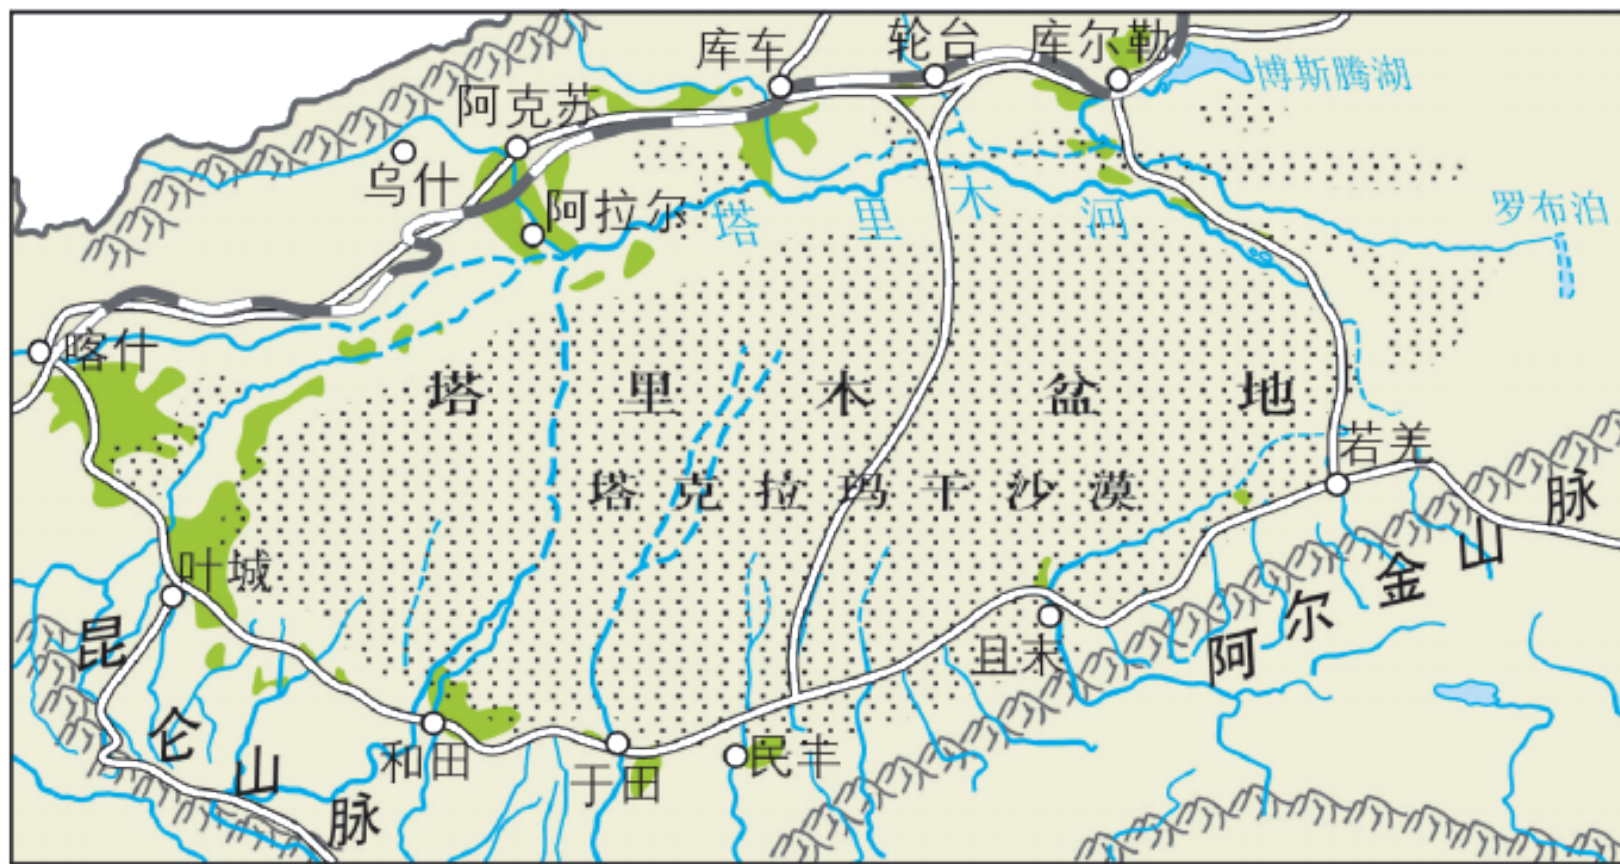 库车
轮台
库尔勒
博斯腾湖
阿克苏
乌什
阿拉尔
塔里木河
罗布泊
喀什
塔里木盆地
塔克拉玛干沙漠
若羌
叶城
且末
阿尔金山脉
昆仑山脉
和田
于田
民丰